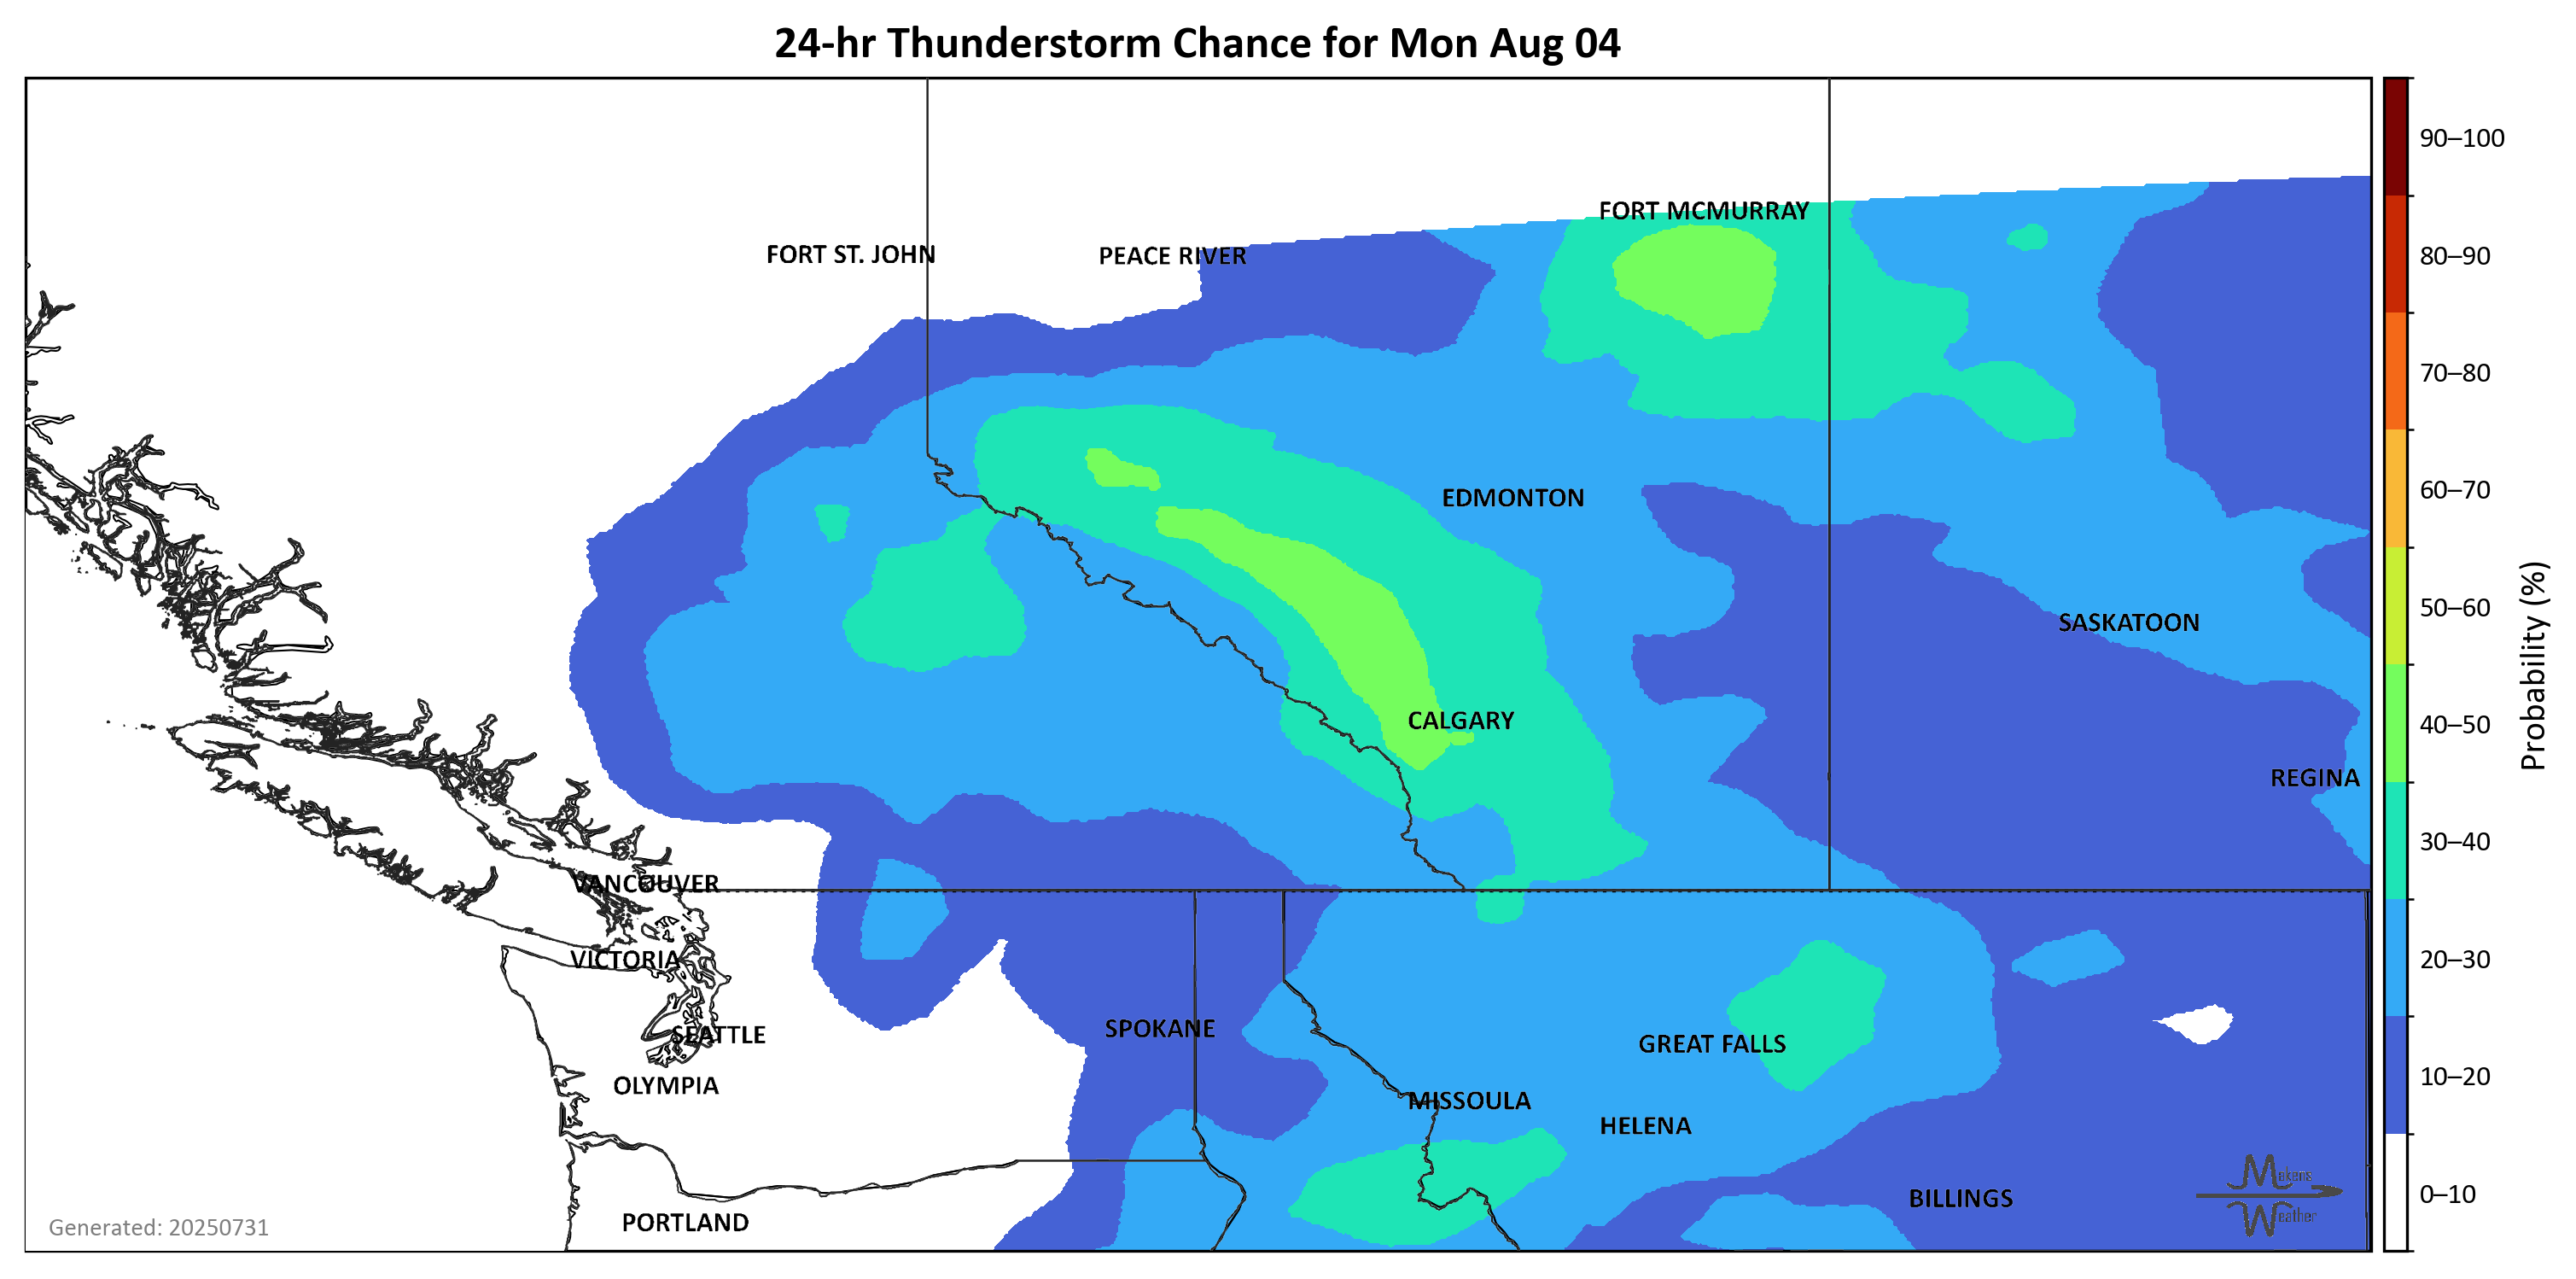 24-hr Thunderstorm Chance for Mon Aug 04
90–100
FORT MCMURRAY
80–90
FORT ST. JOHN
PEACE RIVER
70–80
60–70
EDMONTON
50–60
SASKATOON
Probability (%)
40–50
CALGARY
REGINA
30–40
VANCOUVER
20–30
VICTORIA
SPOKANE
SEATTLE
GREAT FALLS
10–20
OLYMPIA
MISSOULA
HELENA
Mekens
Weather
0–10
BILLINGS
PORTLAND
Generated: 20250731